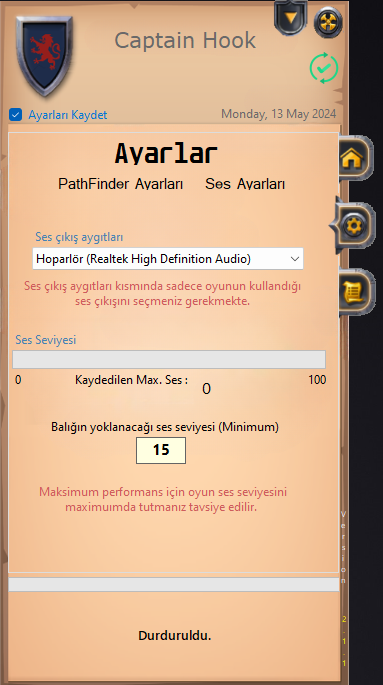 Captain Hook
Ayarları Kaydet
Monday, 13 May 2024
Ayarlar
PathFinder Ayarları Ses Ayarları
Ses çıkış aygıtları
Hoparlör (Realtek High Definition Audio)
Ses çıkış aygıtları kısmında sadece oyunun kullandığı
ses çıkışını seçmeniz gerekmekte.
Ses Seviyesi
0 Kaydedilen Max. Ses : 0 100
Balığın yoklanacağı ses seviyesi (Minimum)
15
Maksimum performans için oyun ses seviyesini
maximuımda tutmanız tavsiye edilir.
Version 2.1.1
Durduruldu.